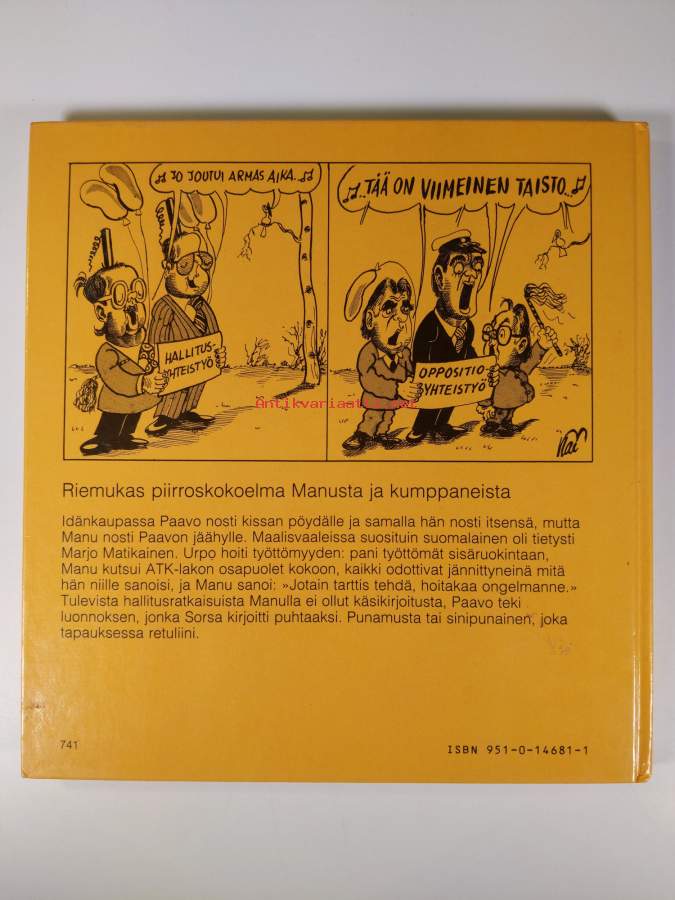 ♫ JO JOUTUI ARMAS AIKA.. ♫
♫..TÄÄ ON VIIMEINEN TAISTO..♫
HALLITUS-
YHTEISTYÖ
OPPOSITIO-
YHTEISTYÖ
Antikvariaatti.net
Kai
Riemukas piirroskokoelma Manusta ja kumppaneista
Idänkaupassa Paavo nosti kissan pöydälle ja samalla hän nosti itsensä, mutta
Manu nosti Paavon jäähylle. Maalisvaaleissa suosituin suomalainen oli tietysti
Marjo Matikainen. Urpo hoiti työttömyyden: pani työttömät sisäruokintaan,
Manu kutsui ATK-lakon osapuolet kokoon, kaikki odottivat jännittyneinä mitä
hän niille sanoisi, ja Manu sanoi: »Jotain tarttis tehdä, hoitakaa ongelmanne.»
Tulevista hallitusratkaisuista Manulla ei ollut käsikirjoitusta, Paavo teki
luonnoksen, jonka Sorsa kirjoitti puhtaaksi. Punamusta tai sinipunainen, joka
tapauksessa retuliini.
741
ISBN 951-0-14681-1